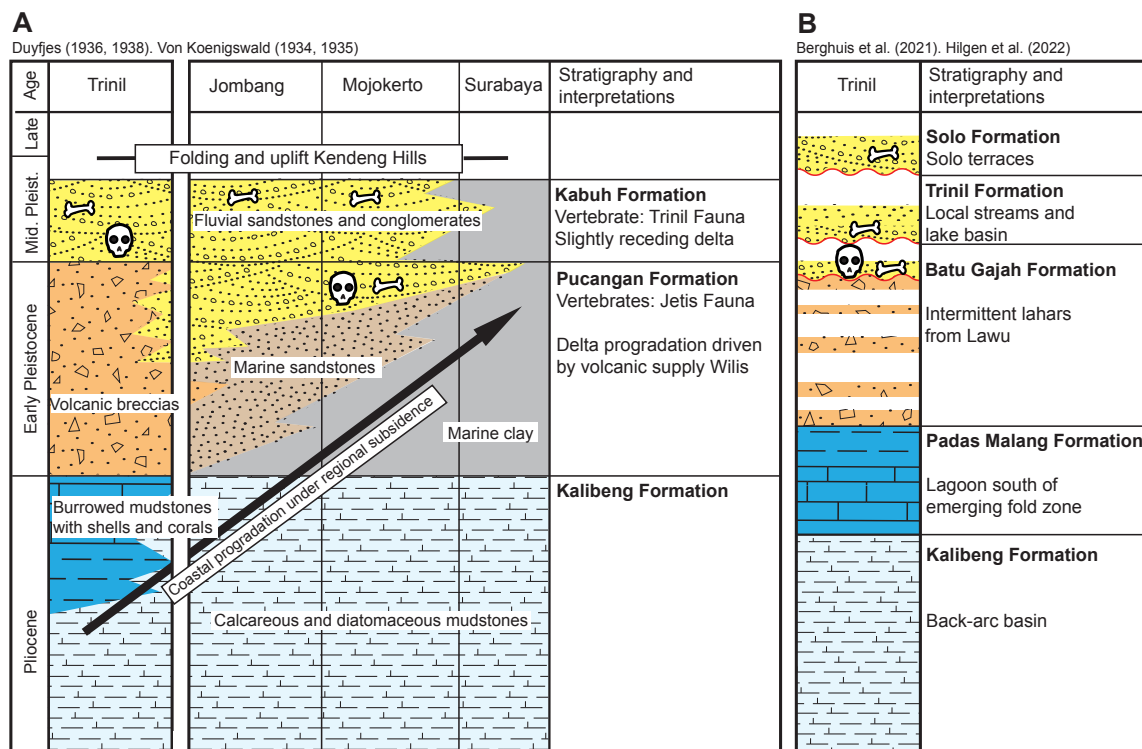 A
Duyfjes (1936, 1938). Von Koenigswald (1934, 1935)
Age
Trinil
Jombang
Mojokerto
Surabaya
Stratigraphy and
interpretations
Late
Folding and uplift Kendeng Hills
Mid. Pleist.
Fluvial sandstones and conglomerates
Kabuh Formation
Vertebrate: Trinil Fauna
Slightly receding delta
Early Pleistocene
Volcanic breccias
Marine sandstones
Marine clay
Pucangan Formation
Vertebrates: Jetis Fauna
Delta progradation driven
by volcanic supply Wilis
Coastal progradation under regional subsidence
Pliocene
Burrowed mudstones
with shells and corals
Calcareous and diatomaceous mudstones
Kalibeng Formation
B
Berghuis et al. (2021). Hilgen et al. (2022)
Trinil
Stratigraphy and
interpretations
Solo Formation
Solo terraces
Trinil Formation
Local streams and
lake basin
Batu Gajah Formation
Intermittent lahars
from Lawu
Padas Malang Formation
Lagoon south of
emerging fold zone
Kalibeng Formation
Back-arc basin